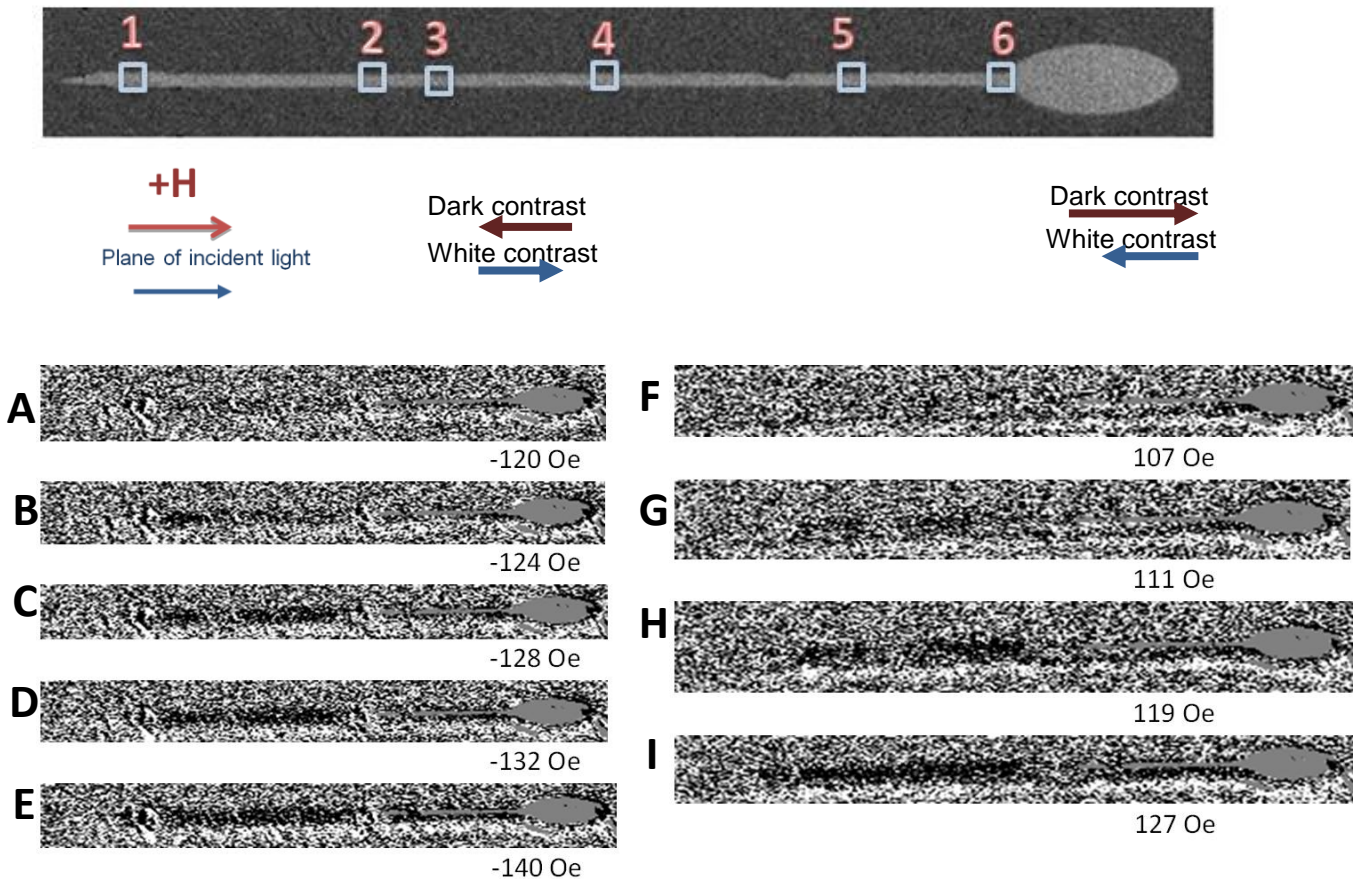 1 2 3 4 5 6
+H
Plane of incident light
Dark contrast
White contrast
Dark contrast
White contrast
A
-120 Oe
B
-124 Oe
C
-128 Oe
D
-132 Oe
E
-140 Oe
F
107 Oe
G
111 Oe
H
119 Oe
I
127 Oe